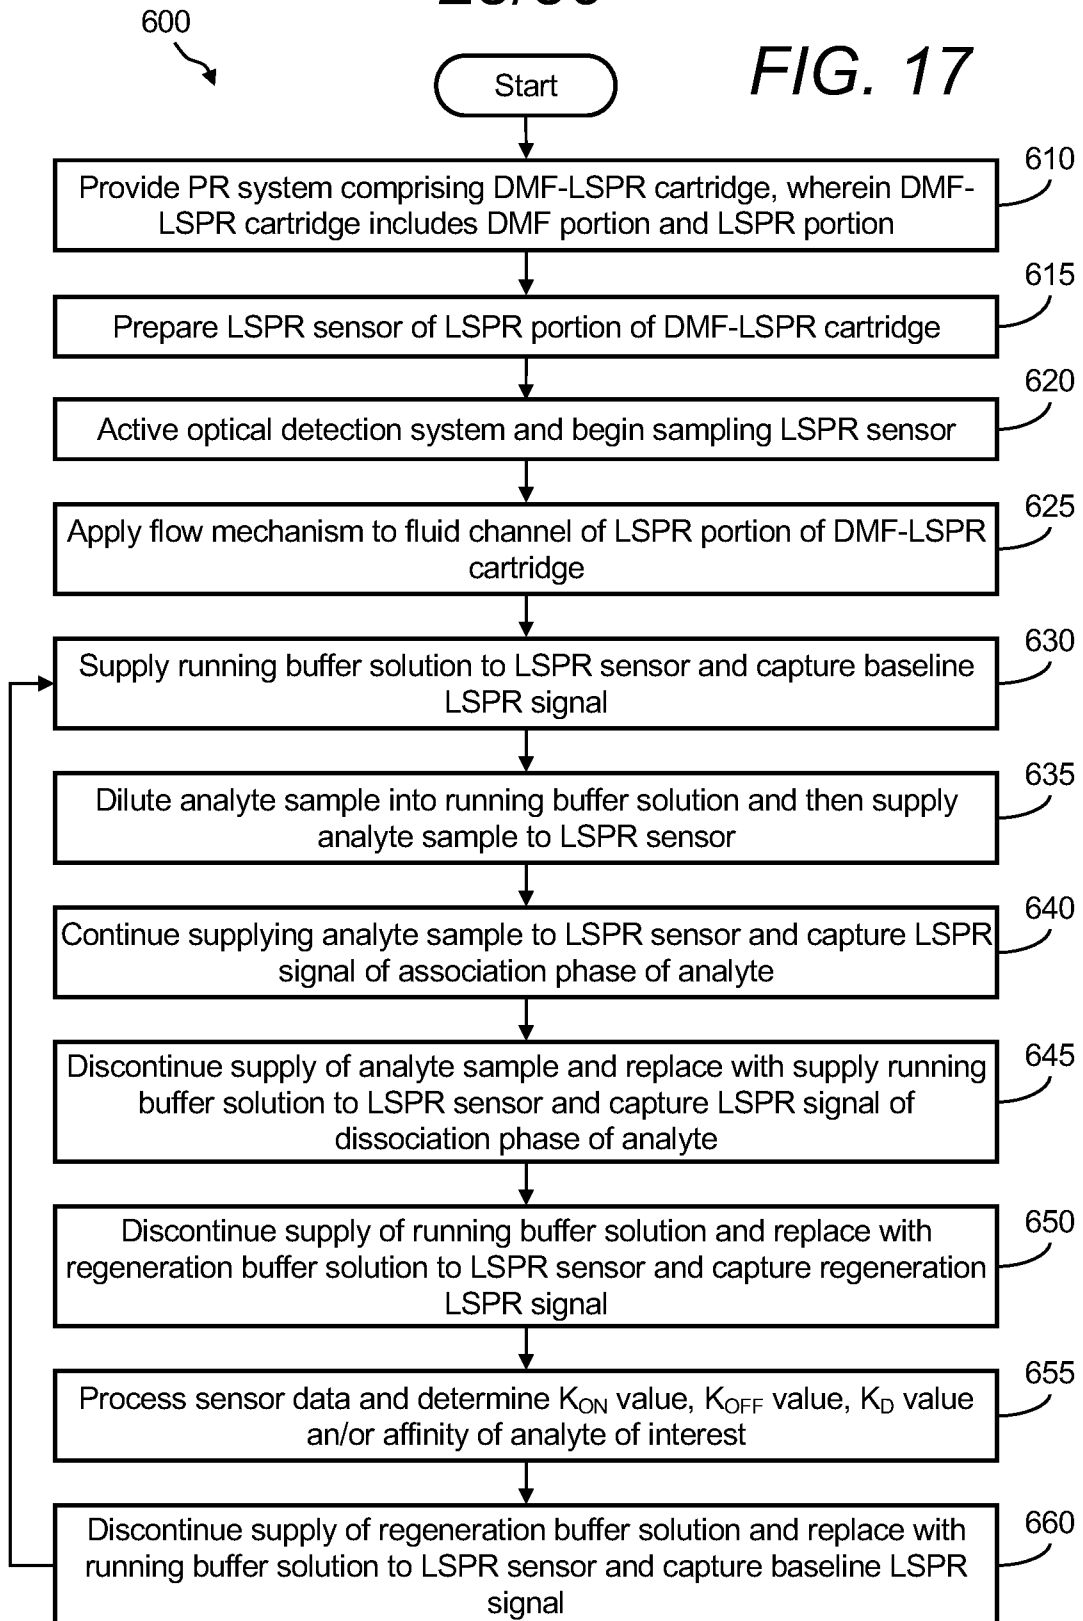 600
FIG. 17
Start
610
Provide PR system comprising DMF-LSPR cartridge, wherein DMF-
LSPR cartridge includes DMF portion and LSPR portion
615
Prepare LSPR sensor of LSPR portion of DMF-LSPR cartridge
620
Active optical detection system and begin sampling LSPR sensor
625
Apply flow mechanism to fluid channel of LSPR portion of DMF-LSPR
cartridge
630
Supply running buffer solution to LSPR sensor and capture baseline
LSPR signal
635
Dilute analyte sample into running buffer solution and then supply
analyte sample to LSPR sensor
640
Continue supplying analyte sample to LSPR sensor and capture LSPR
signal of association phase of analyte
645
Discontinue supply of analyte sample and replace with supply running
buffer solution to LSPR sensor and capture LSPR signal of
dissociation phase of analyte
650
Discontinue supply of running buffer solution and replace with
regeneration buffer solution to LSPR sensor and capture regeneration
LSPR signal
655
Process sensor data and determine KON value, KOFF value, KD value
an/or affinity of analyte of interest
660
Discontinue supply of regeneration buffer solution and replace with
running buffer solution to LSPR sensor and capture baseline LSPR
signal